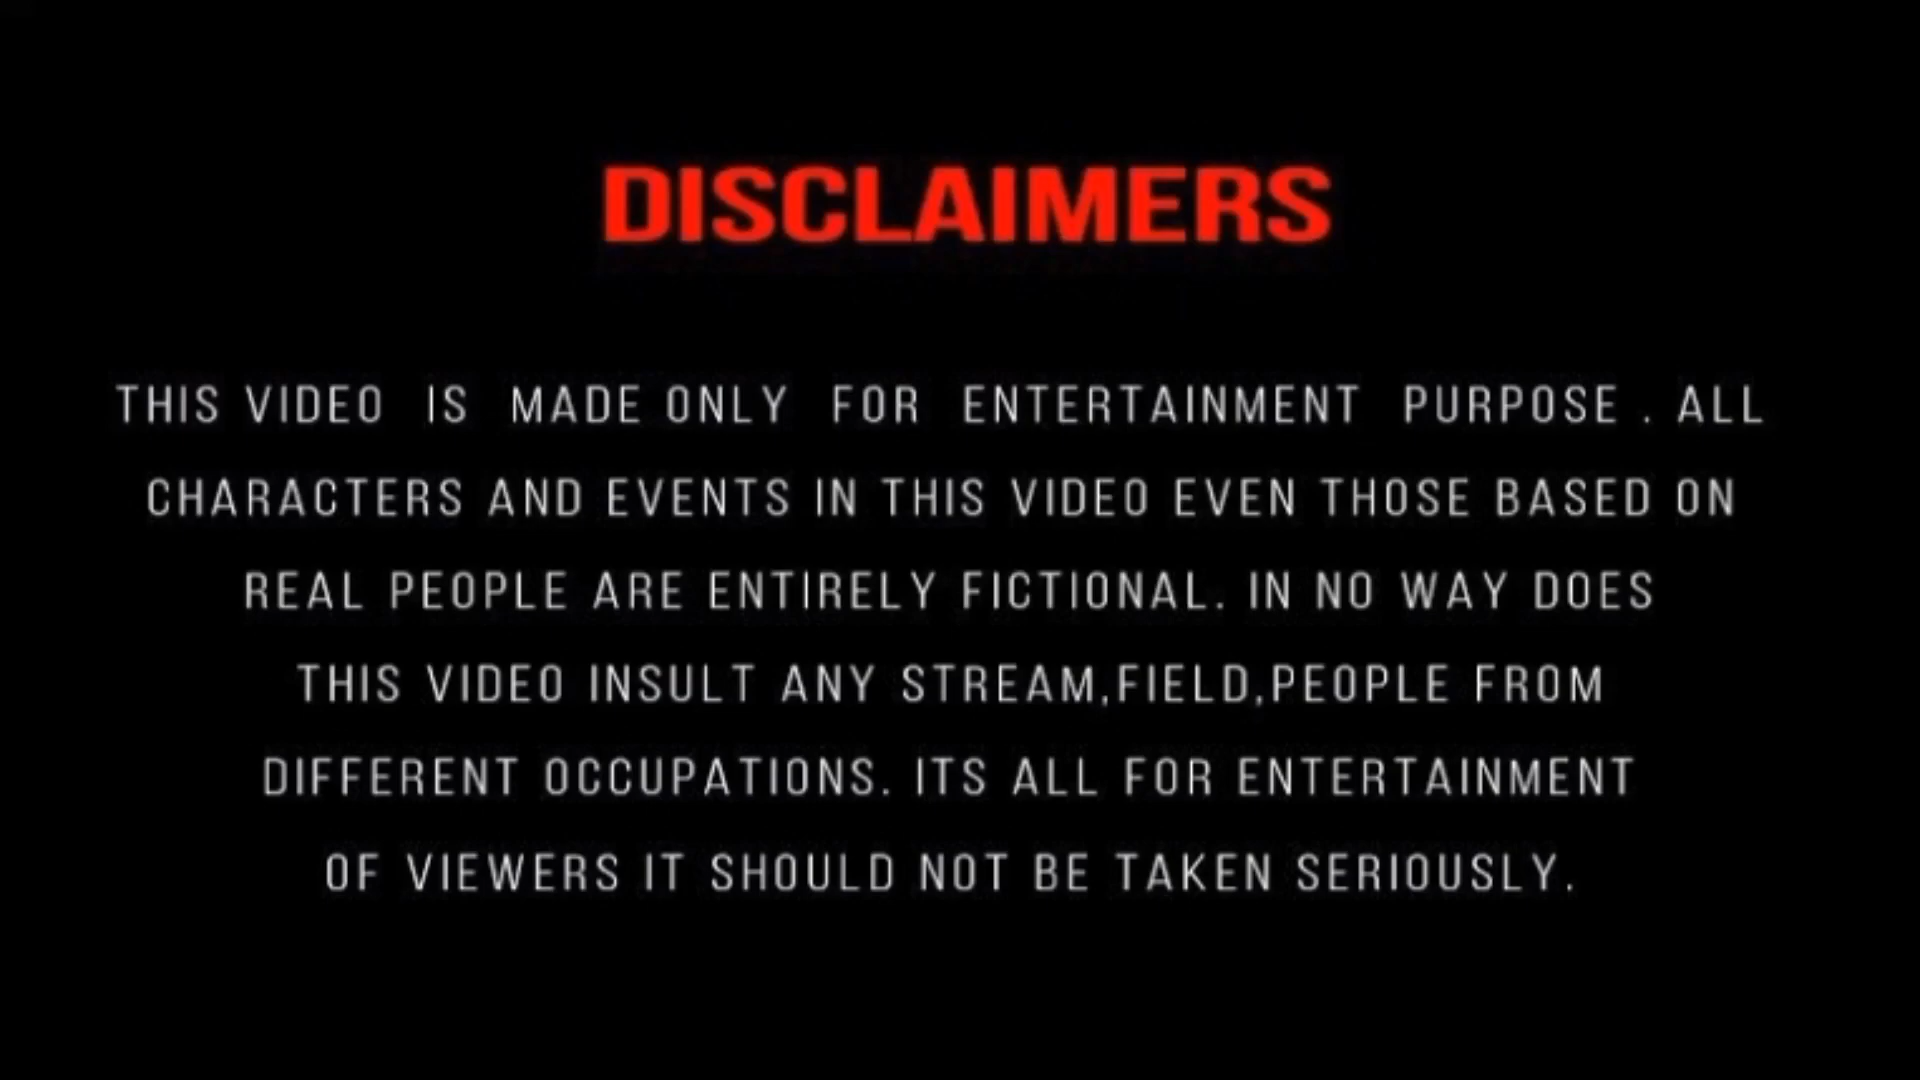 DISCLAIMERS
THIS VIDEO IS MADE ONLY FOR ENTERTAINMENT PURPOSE . ALL
CHARACTERS AND EVENTS IN THIS VIDEO EVEN THOSE BASED ON
REAL PEOPLE ARE ENTIRELY FICTIONAL. IN NO WAY DOES
THIS VIDEO INSULT ANY STREAM,FIELD,PEOPLE FROM
DIFFERENT OCCUPATIONS. ITS ALL FOR ENTERTAINMENT
OF VIEWERS IT SHOULD NOT BE TAKEN SERIOUSLY.